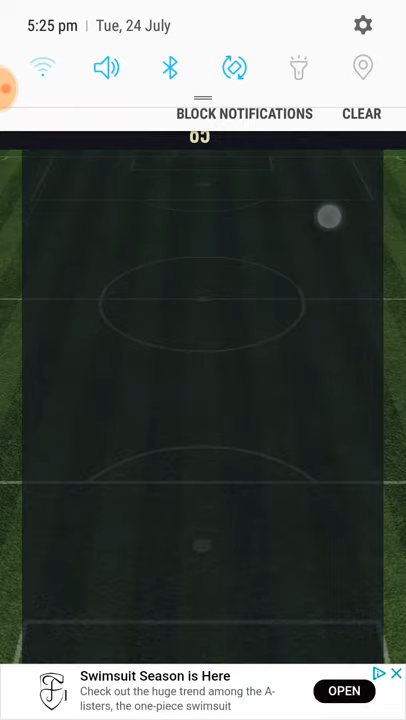 5:25 pm | Tue, 24 July
BLOCK NOTIFICATIONS CLEAR
Swimsuit Season is Here
Check out the huge trend among the A-
listers, the one-piece swimsuit
OPEN